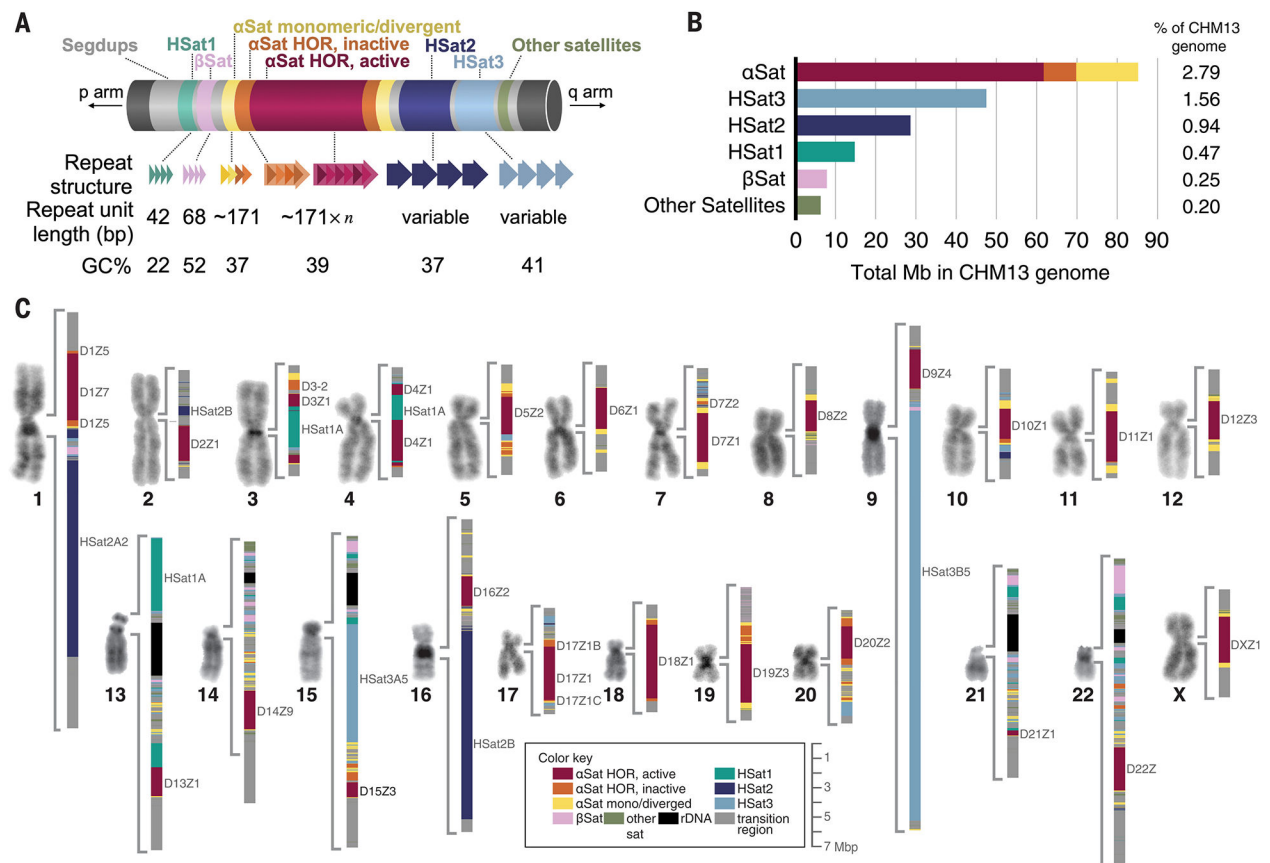 A
αSat monomeric/divergent
Segdups
HSat1
αSat HOR, inactive
HSat2
Other satellites
βSat
αSat HOR, active
HSat3
p arm
q arm
Repeat
structure
Repeat unit
length (bp)
42 68 ~171 ~171 × n variable variable
GC% 22 52 37 39 37 41
B
% of CHM13
genome
αSat 2.79
HSat3 1.56
HSat2 0.94
HSat1 0.47
βSat 0.25
Other Satellites 0.20
0 10 20 30 40 50 60 70 80 90
Total Mb in CHM13 genome
C
D1Z5
D1Z7
D1Z5
HSat2A2
1
HSat2B
D2Z1
2
D3-2
D3Z1
HSat1A
3
D4Z1
HSat1A
D4Z1
4
D5Z2
5
D6Z1
6
D7Z2
D7Z1
7
D8Z2
8
D9Z4
HSat3B5
9
D10Z1
10
D11Z1
11
D12Z3
12
HSat1A
D13Z1
13
D14Z9
14
HSat3A5
D15Z3
15
D16Z2
HSat2B
16
D17Z1B
D17Z1
D17Z1C
17
D18Z1
18
D19Z3
19
D20Z2
20
D21Z1
21
D22Z
22
DXZ1
X
Color key
αSat HOR, active
HSat1
αSat HOR, inactive
HSat2
αSat mono/diverged
HSat3
βSat
other
sat
rDNA
transition
region
1
3
5
7 Mbp